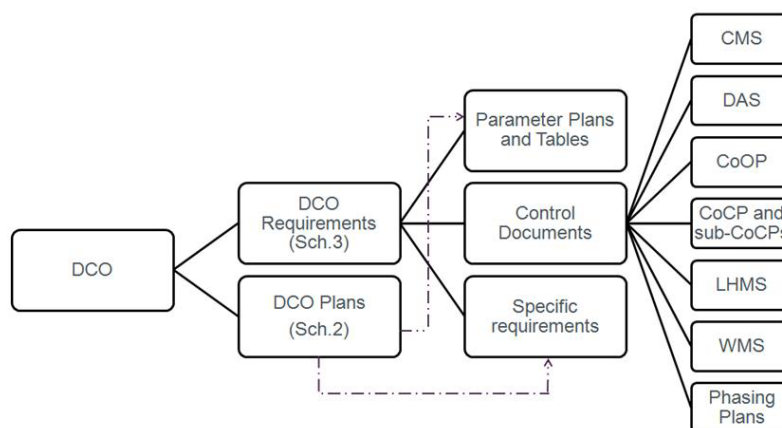 DCO
DCO
Requirements
(Sch.3)
DCO Plans
(Sch.2)
Parameter Plans
and Tables
Control
Documents
Specific
requirements
CMS
DAS
CoOP
CoCP and
sub-CoCPs
LHMS
WMS
Phasing
Plans